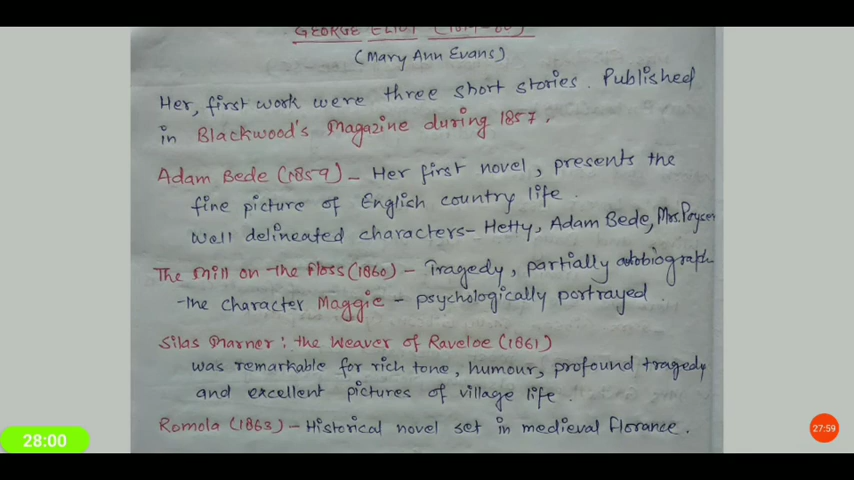 GEORGE ELIOT (1819-80)
(Mary Ann Evans)
Her, first work were three short stories. Published
in Blackwood's Magazine during 1857.
Adam Bede (1859) - Her first novel, presents the
fine picture of English country life.
well delineated characters- Hetty, Adam Bede, Mrs. Poyser
The Mill on the Floss (1860) - Tragedy, partially autobiograph
-the character Maggie - psychologically portrayed.
Silas Marner: the Weaver of Raveloe (1861)
was remarkable for rich tone, humour, profound tragedy
and excellent pictures of village life.
Romola (1863) - Historical novel set in medieval florance.
28:00
27:59